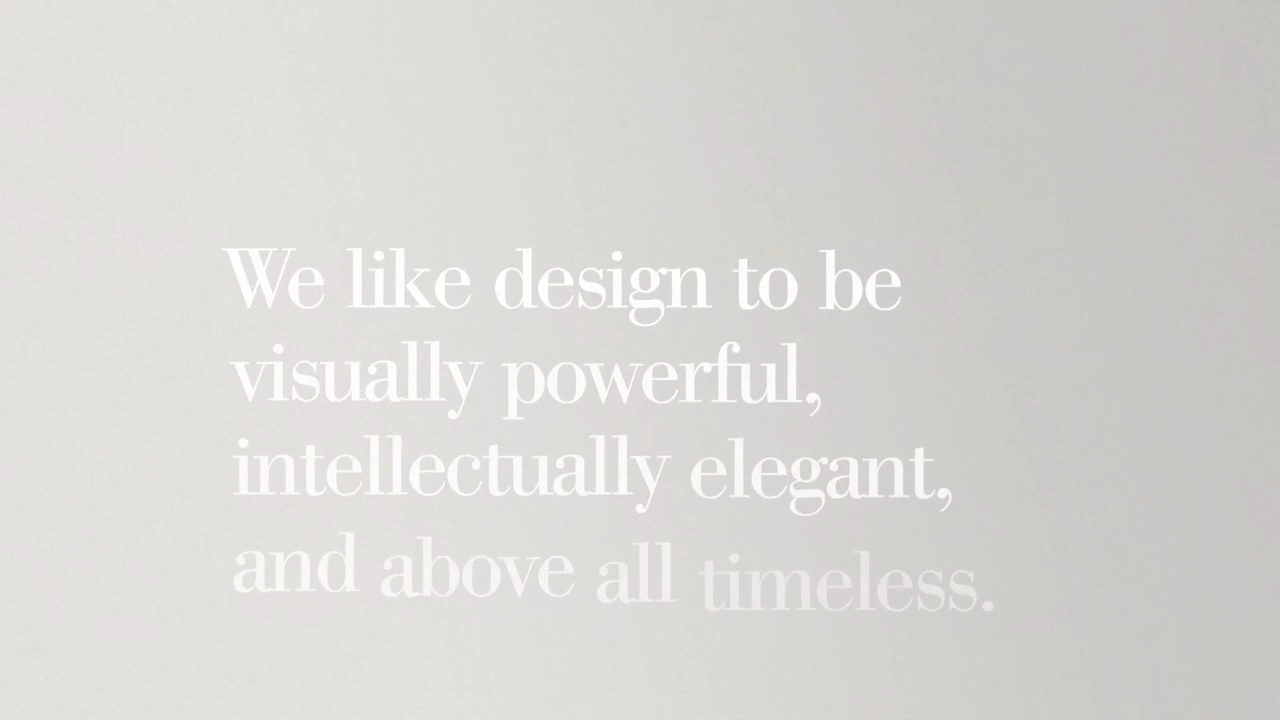 We like design to be
visually powerful,
intellectually elegant,
and above all timeless.